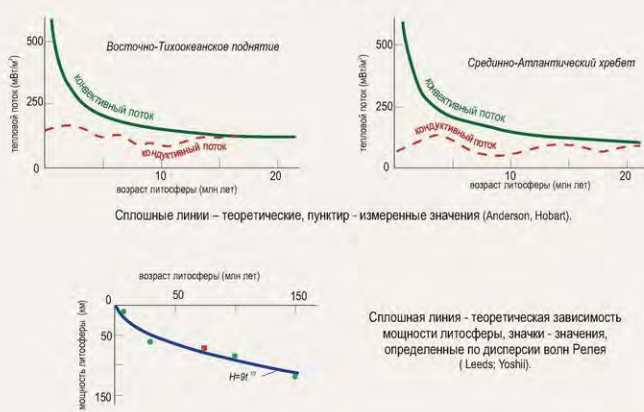 Восточно-Тихоокеанское поднятие
тепловой поток (мВт/м²)
500
250
0
конвективный поток
кондуктивный поток
10
20
возраст литосферы (млн лет)
Срединно-Атлантический хребет
тепловой поток (мВт/м²)
500
250
0
конвективный поток
кондуктивный поток
10
20
возраст литосферы (млн лет)
Сплошные линии – теоретические, пунктир - измеренные значения (Anderson, Hobart).
возраст литосферы (млн лет)
50
150
мощность литосферы (км)
0
50
150
H=9t
Сплошная линия - теоретическая зависимость
мощности литосферы, значки - значения,
определенные по дисперсии волн Релея
( Leeds; Yoshii).